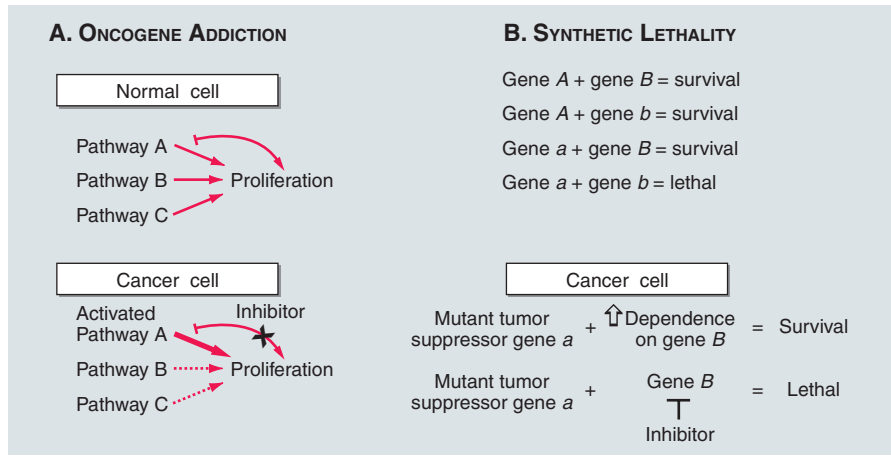 A. ONCOGENE ADDICTION
Normal cell
Pathway A
Pathway B
Proliferation
Pathway C
Cancer cell
Activated
Pathway A
Inhibitor
Pathway B
Proliferation
Pathway C
B. SYNTHETIC LETHALITY
Gene A + gene B = survival
Gene A + gene b = survival
Gene a + gene B = survival
Gene a + gene b = lethal
Cancer cell
Mutant tumor
suppressor gene a
+
⇧Dependence
on gene B
= Survival
Mutant tumor
suppressor gene a
+
Gene B
= Lethal
Inhibitor